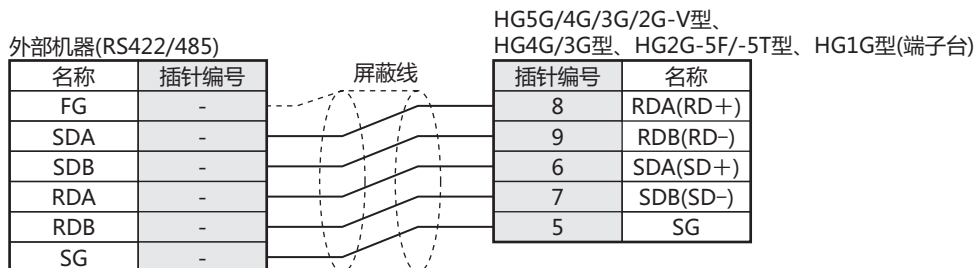 HG5G/4G/3G/2G-V型、
HG4G/3G型、HG2G-5F/-5T型、HG1G型(端子台)
外部机器(RS422/485)
名称 插针编号 屏蔽线 插针编号 名称
FG - 8 RDA(RD+)
SDA - 9 RDB(RD-)
SDB - 6 SDA(SD+)
RDA - 7 SDB(SD-)
RDB - 5 SG
SG -